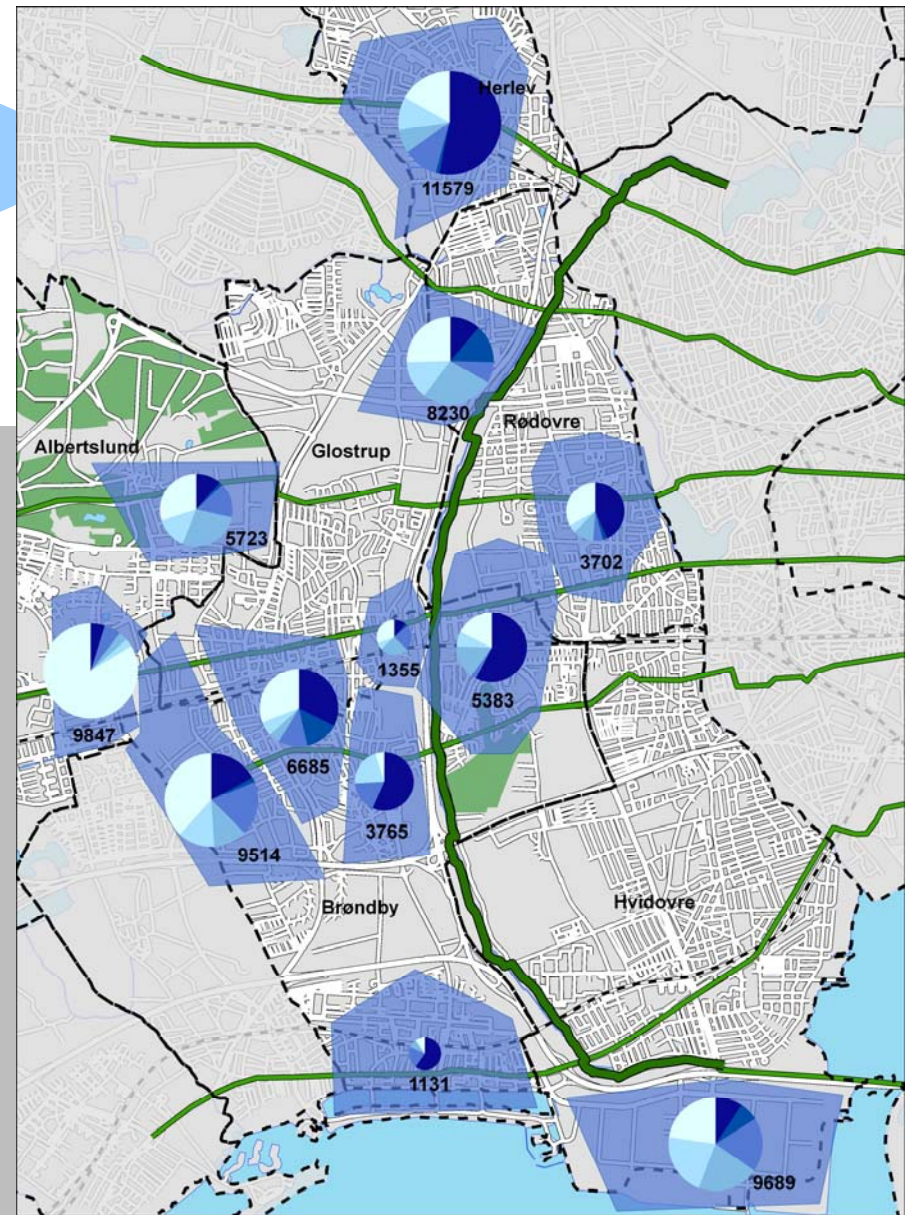 Herlev
11579
8230
Rødovre
Albertslund
Glostrup
5723
3702
1355
5383
9847
6685
3765
9514
Brøndby
Hvidovre
1131
9689